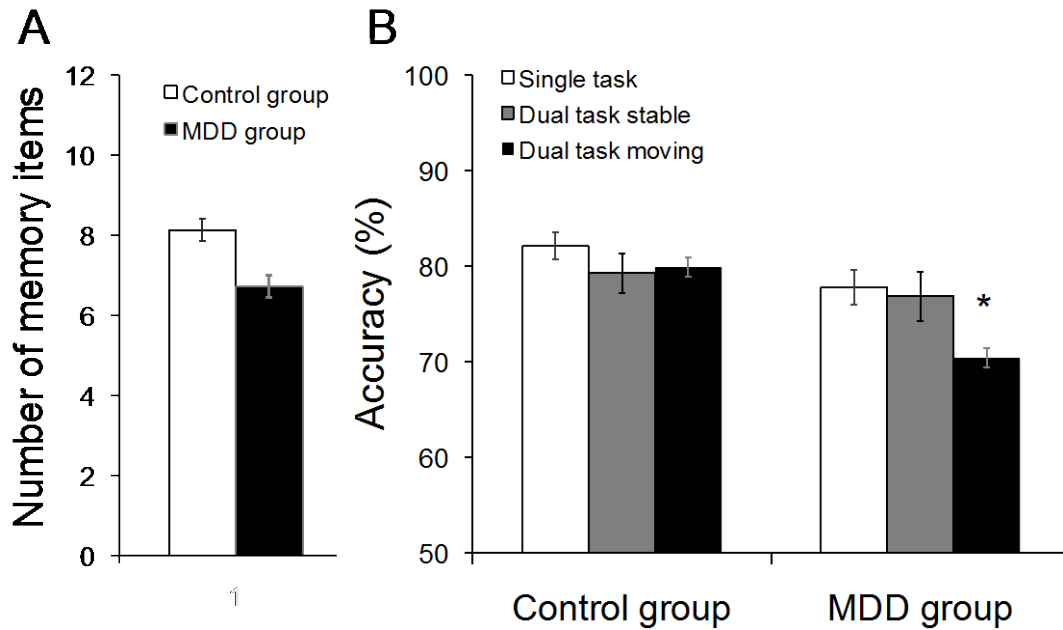 A
Number of memory items
12
10
8
6
4
2
0
Control group
MDD group
1
B
Accuracy (%)
100
90
80
70
60
50
Single task
Dual task stable
Dual task moving
*
Control group
MDD group